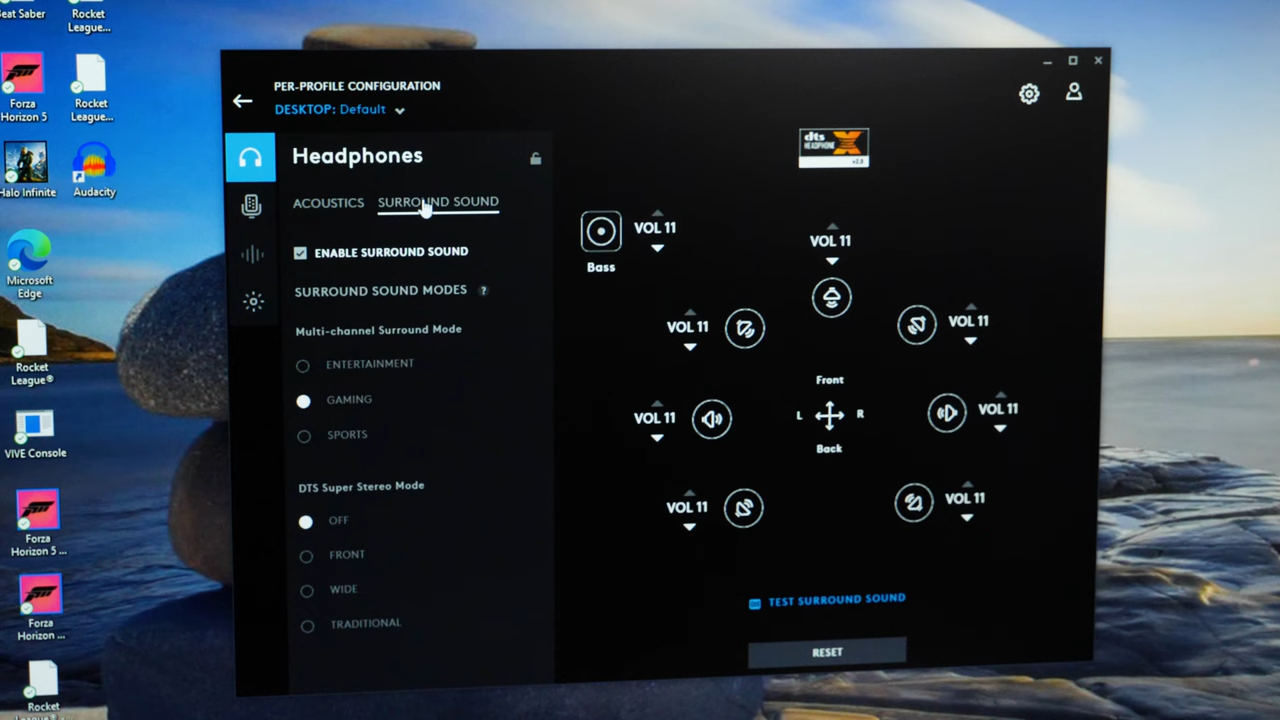 Beat Saber
Rocket
League...
Forza
Horizon 5
Rocket
League...
Halo Infinite
Audacity
Microsoft
Edge
Rocket
League®
VIVE Console
Forza
Horizon 5 ...
Forza
Horizon ...
Rocket
PER-PROFILE CONFIGURATION
DESKTOP: Default
Headphones
ACOUSTICS
SURROUND SOUND
ENABLE SURROUND SOUND
SURROUND SOUND MODES ?
Multi-channel Surround Mode
ENTERTAINMENT
GAMING
SPORTS
DTS Super Stereo Mode
OFF
FRONT
WIDE
TRADITIONAL
dts
HEADPHONE X
v2.0
VOL 11
Bass
VOL 11
VOL 11
VOL 11
Front
VOL 11
L R
VOL 11
Back
VOL 11
VOL 11
TEST SURROUND SOUND
RESET